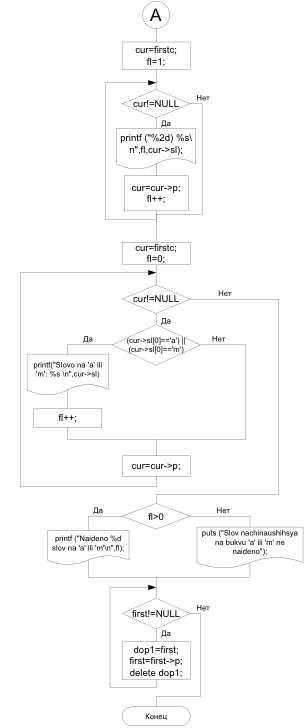 A
cur=firstc;
fl=1;
cur!=NULL
Нет
Да
printf ("%2d) %s\
n",fl,cur->sl);
cur=cur->p;
fl++;
cur=firstc;
fl=0;
cur!=NULL
Нет
Да
(cur->sl[0]=='a') ||
(cur->sl[0]=='m')
Да
Нет
printf("Slovo na 'a' ili
'm': %s \n",cur->sl)
fl++;
cur=cur->p;
fl>0
Да
Нет
printf ("Naideno %d
slov na 'a' ili 'm'\n",fl);
puts ("Slov nachinaushihsya
na bukvu 'a' ili 'm' ne
naideno");
first!=NULL
Нет
Да
dop1=first;
first=first->p;
delete dop1;
Конец